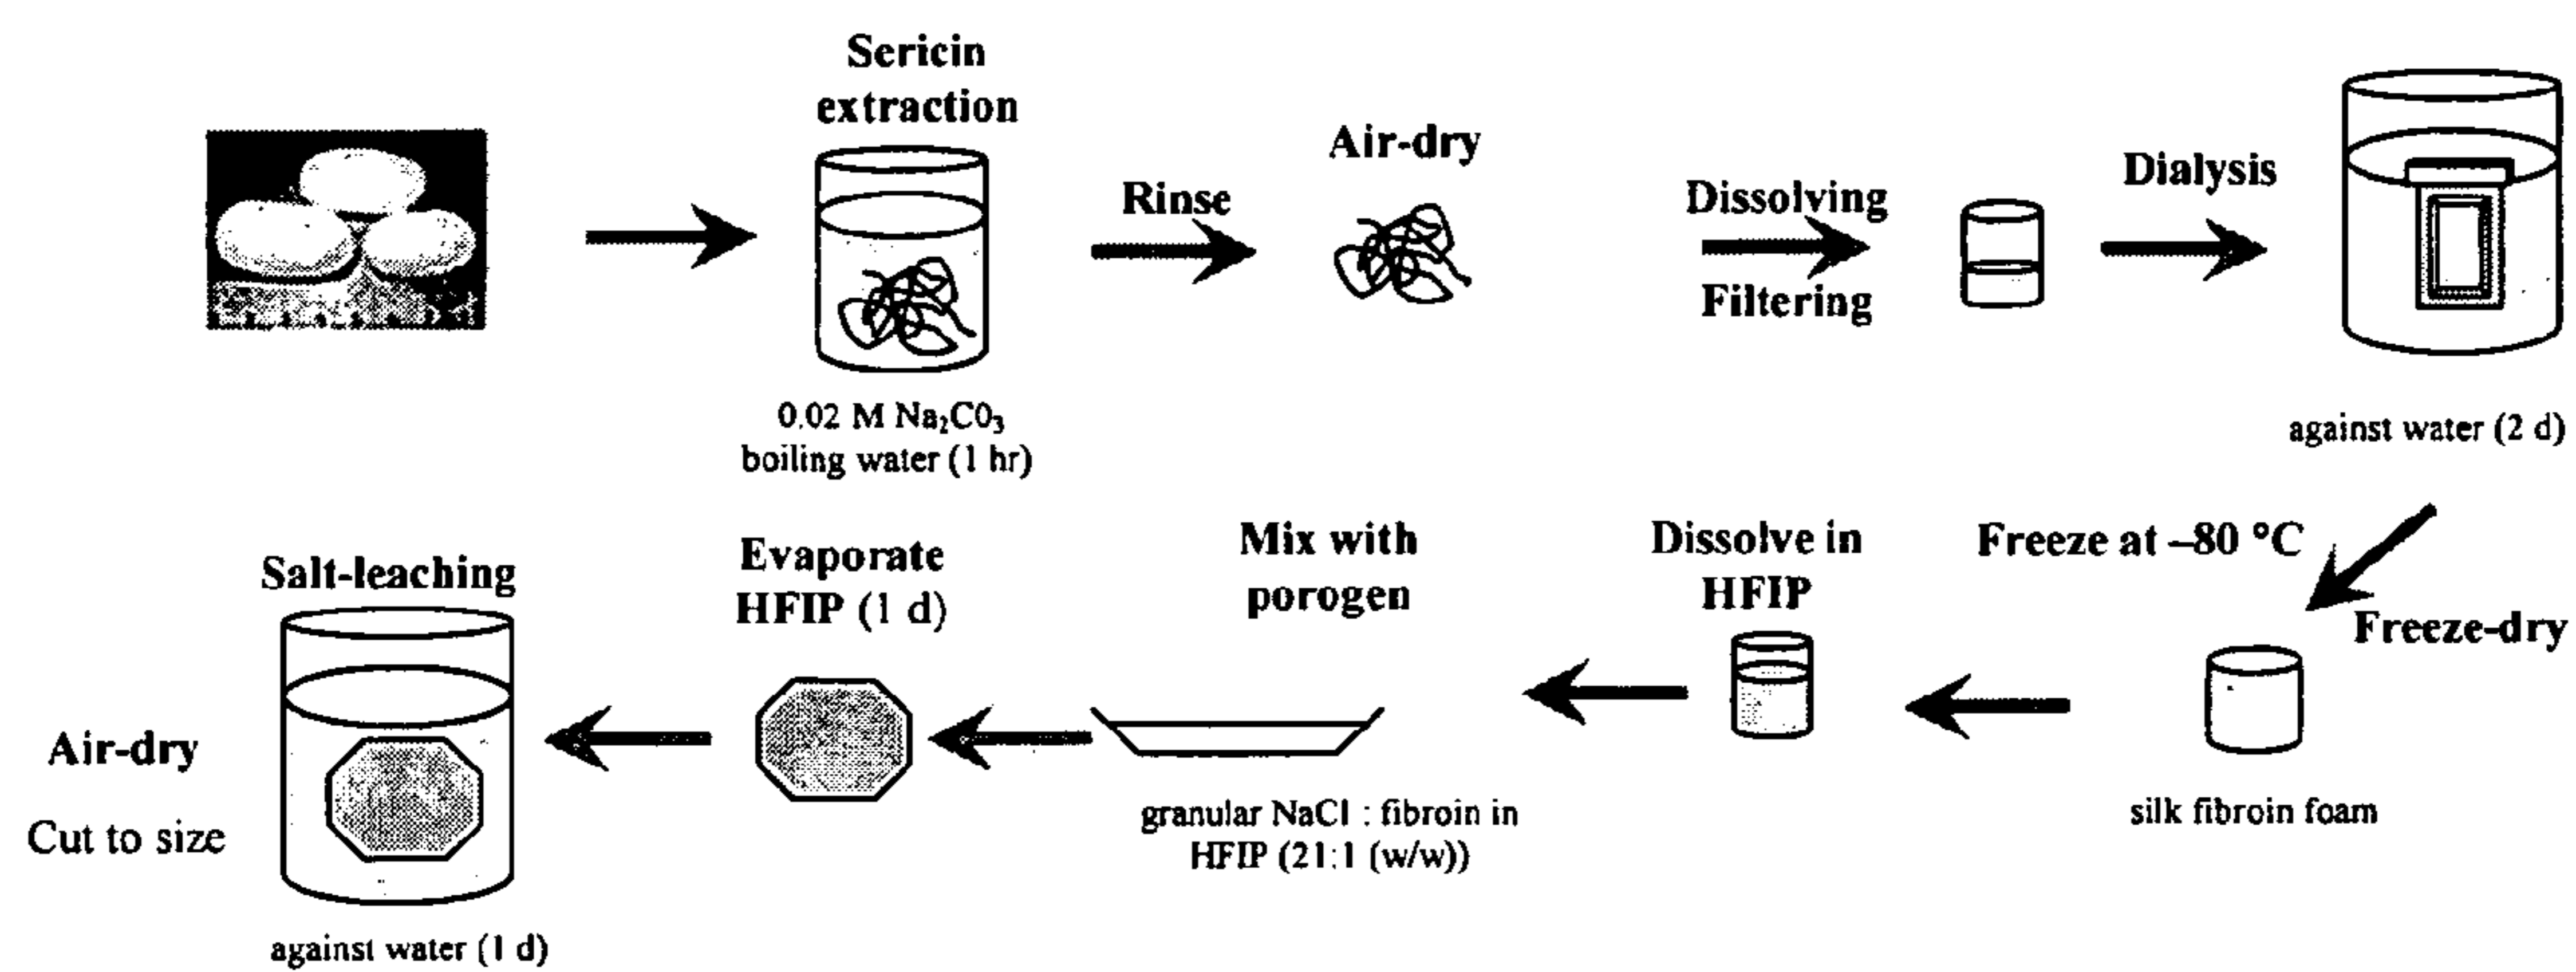 Sericin
extraction
0.02 M Na₂C0₃
boiling water (1 hr)
Rinse
Air-dry
Dissolving
Filtering
Dialysis
against water (2 d)
Freeze at –80 °C
Freeze-dry
silk fibroin foam
Dissolve in
HFIP
Mix with
porogen
granular NaCl : fibroin in
HFIP (21:1 (w/w))
Evaporate
HFIP (1 d)
Salt-leaching
against water (1 d)
Air-dry
Cut to size